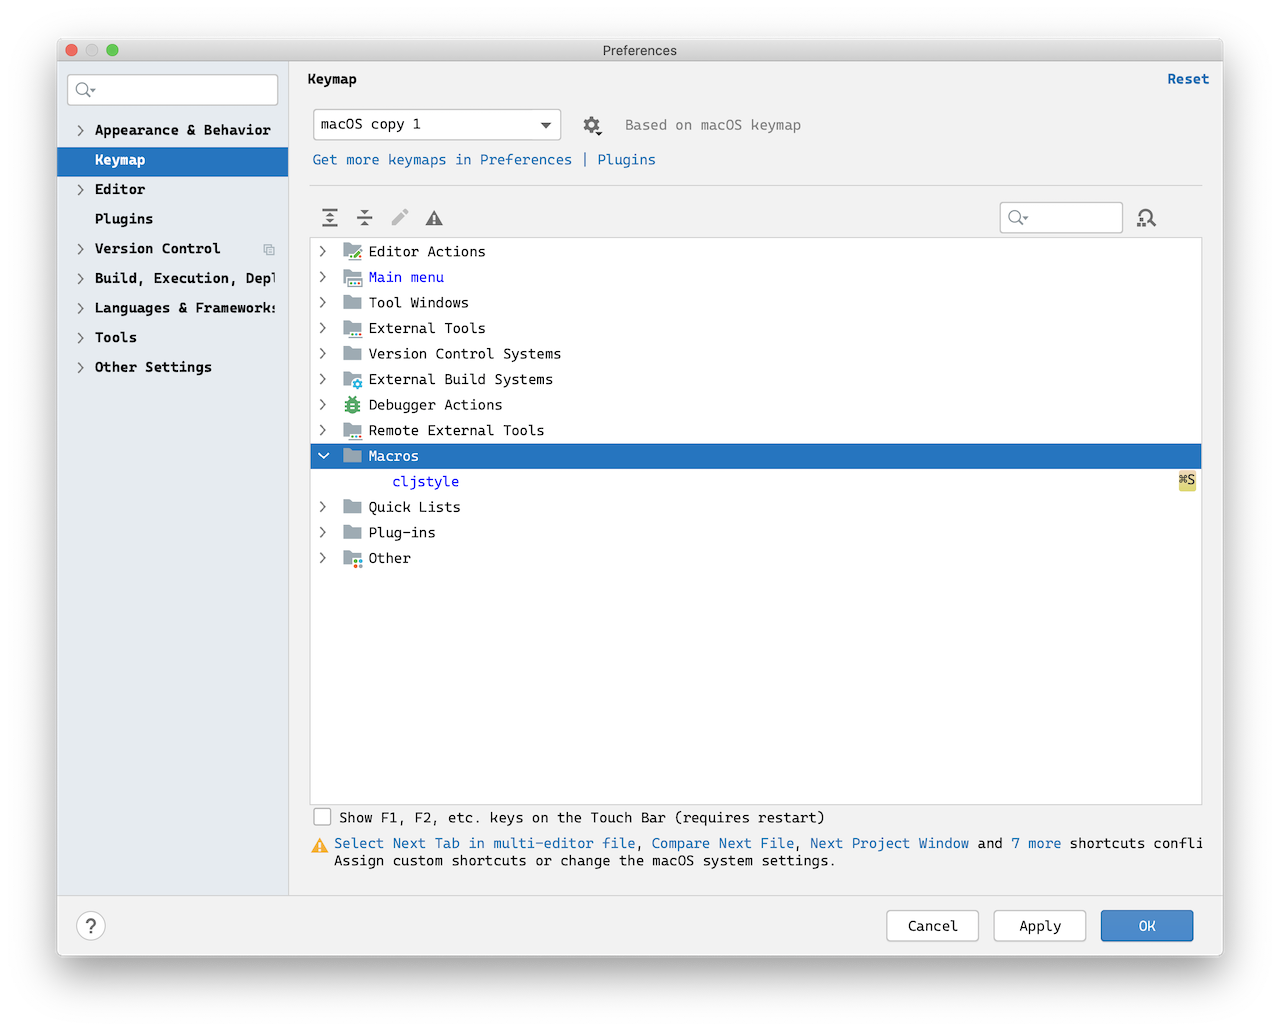 Preferences
Keymap
Reset
Appearance & Behavior
Keymap
Editor
Plugins
Version Control
Build, Execution, Depl
Languages & Frameworks
Tools
Other Settings
macOS copy 1
Based on macOS keymap
Get more keymaps in Preferences | Plugins
Editor Actions
Main menu
Tool Windows
External Tools
Version Control Systems
External Build Systems
Debugger Actions
Remote External Tools
Macros
cljstyle ⌘S
Quick Lists
Plug-ins
Other
Show F1, F2, etc. keys on the Touch Bar (requires restart)
Select Next Tab in multi-editor file, Compare Next File, Next Project Window and 7 more shortcuts confli
Assign custom shortcuts or change the macOS system settings.
?
Cancel
Apply
OK